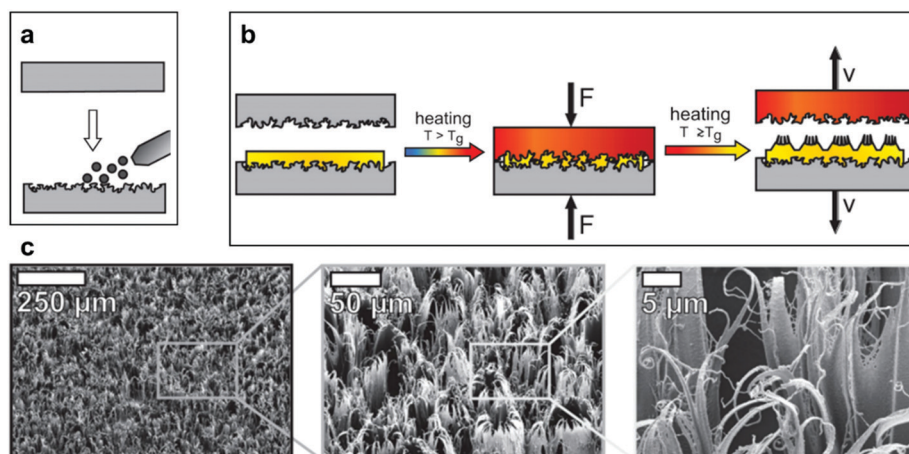 a
b
heating
T > Tg
F
F
heating
T ≥Tg
v
v
c
250 µm
50 µm
5 µm